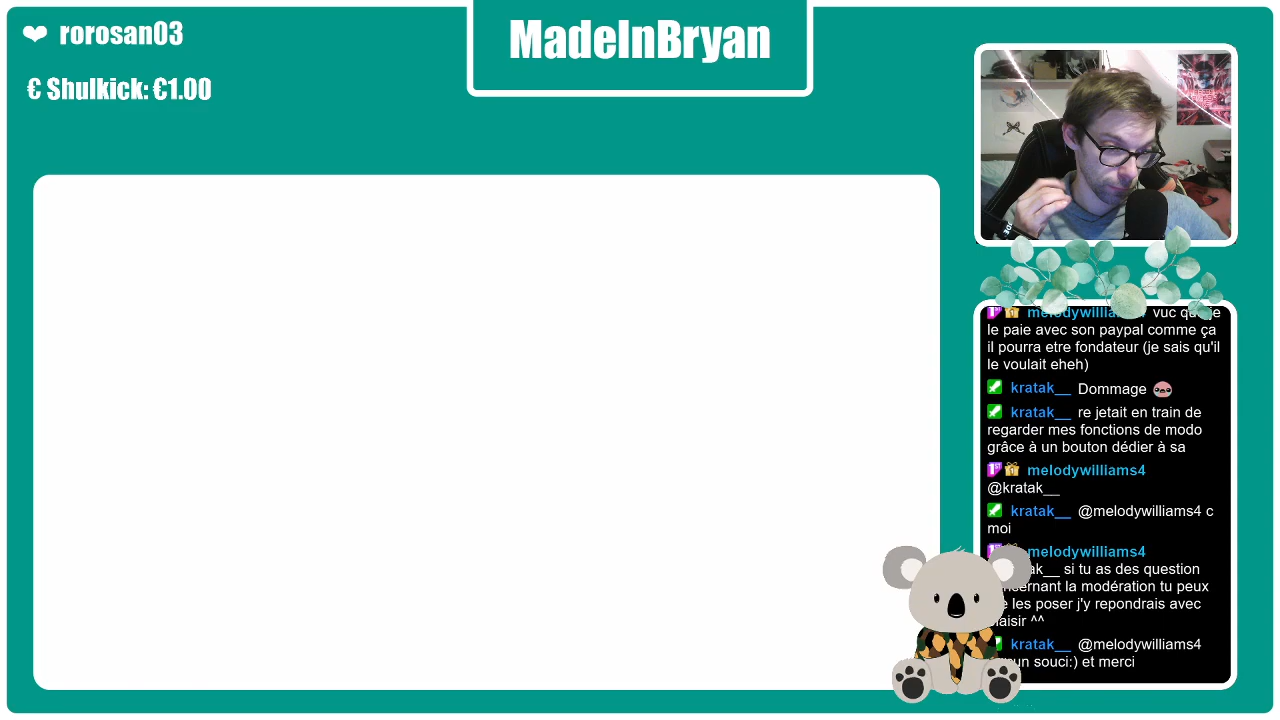 ❤ rorosan03
€ Shulkick: €1.00
MadeInBryan
le paie avec son paypal comme ça
il pourra etre fondateur (je sais qu'il
le voulait eheh)
kratak__ Dommage
kratak__ re jetait en train de
regarder mes fonctions de modo
grâce à un bouton dédier à sa
melodywilliams4
@kratak__
kratak__ @melodywilliams4 c
moi
melodywilliams4
si tu as des question
la modération tu peux
les poser j'y repondrais avec
^^
kratak__ @melodywilliams4
souci:) et merci